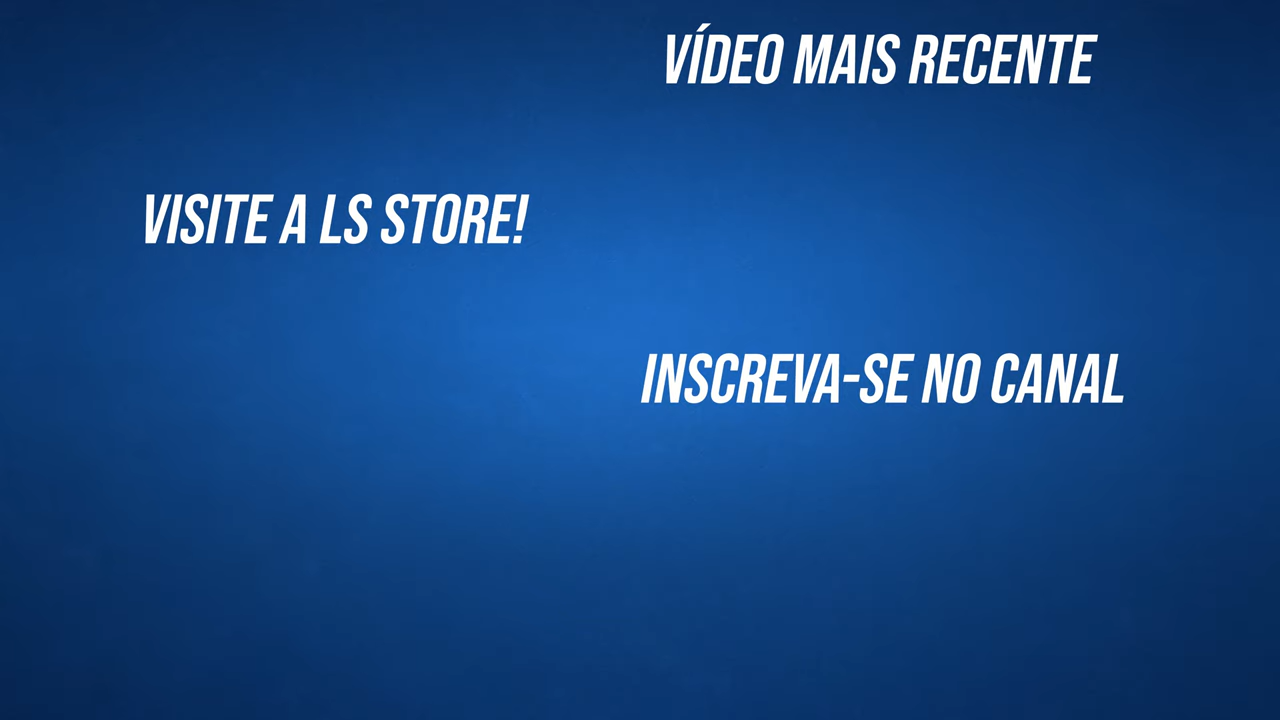 VÍDEO MAIS RECENTE
VISITE A LS STORE!
INSCREVA-SE NO CANAL